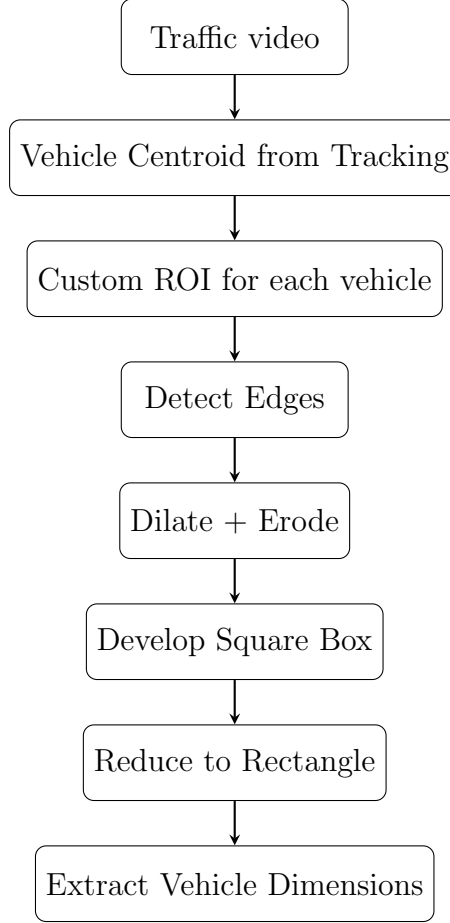 Traffic video
Vehicle Centroid from Tracking
Custom ROI for each vehicle
Detect Edges
Dilate + Erode
Develop Square Box
Reduce to Rectangle
Extract Vehicle Dimensions